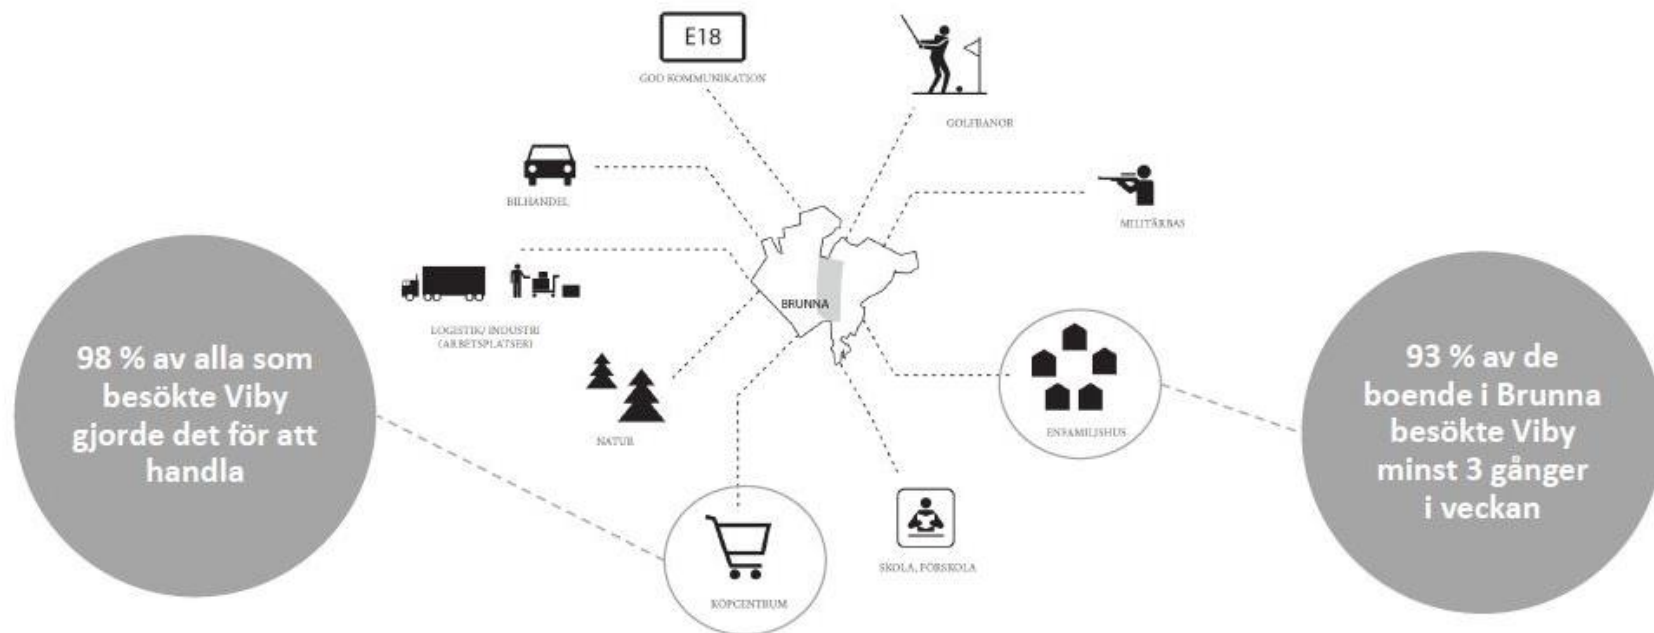 E18
GOD KOMMUNIKATION
GOLFBANOR
BILHANDEL
MILITÄRBAS
BRUNNA
LOGISTIK/ INDUSTRI
(ARBETSPLATSER)
98 % av alla som
besökte Viby
gjorde det för att
handla
NATUR
ENFAMILJSHUS
93 % av de
boende i Brunna
besökte Viby
minst 3 gånger
i veckan
SKOLA, FÖRSKOLA
KÖPCENTRUM